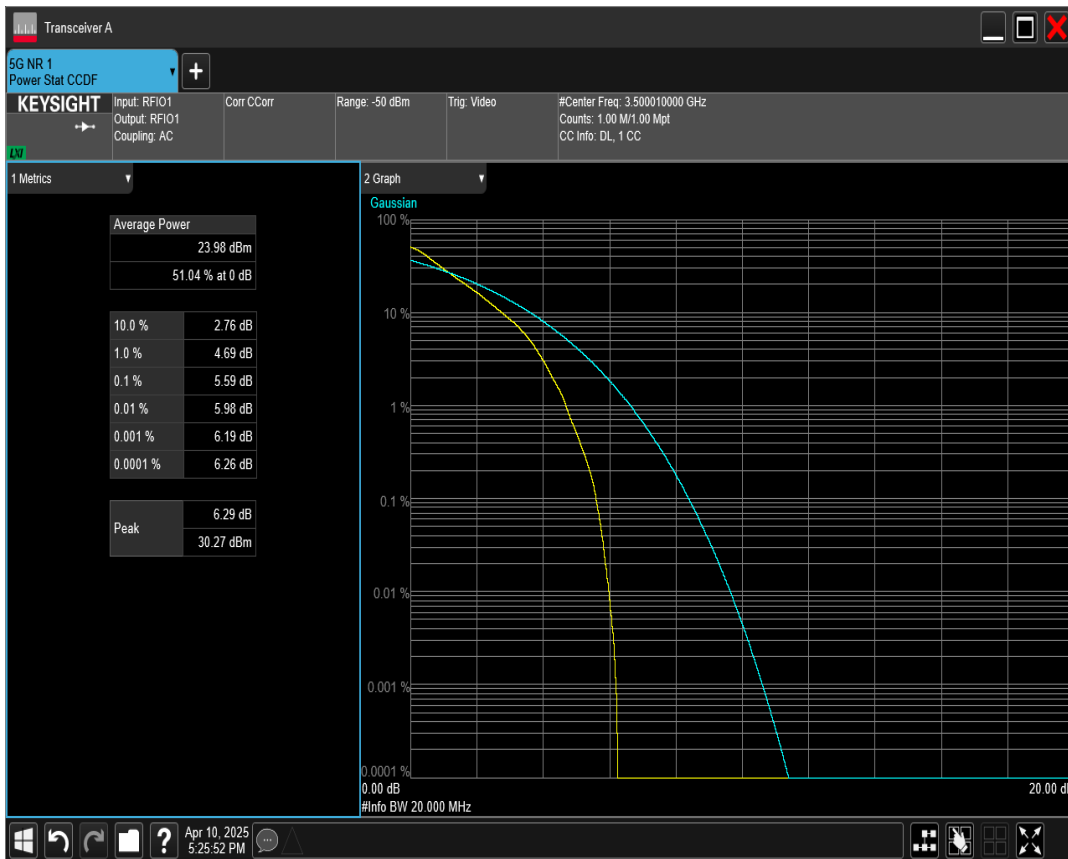 Transceiver A
5G NR 1
Power Stat CCDF
KEYSIGHT
LXI
Input: RFIO1
Output: RFIO1
Coupling: AC
Corr CCorr
Range: -50 dBm
Trig: Video
#Center Freq: 3.500010000 GHz
Counts: 1.00 M/1.00 Mpt
CC Info: DL, 1 CC
1 Metrics
Average Power
23.98 dBm
51.04 % at 0 dB
10.0 % 2.76 dB
1.0 % 4.69 dB
0.1 % 5.59 dB
0.01 % 5.98 dB
0.001 % 6.19 dB
0.0001 % 6.26 dB
Peak
6.29 dB
30.27 dBm
2 Graph
Gaussian
100 %
10 %
1 %
0.1 %
0.01 %
0.001 %
0.0001 %
0.00 dB
20.00 d
#Info BW 20.000 MHz
?
Apr 10, 2025
5:25:52 PM